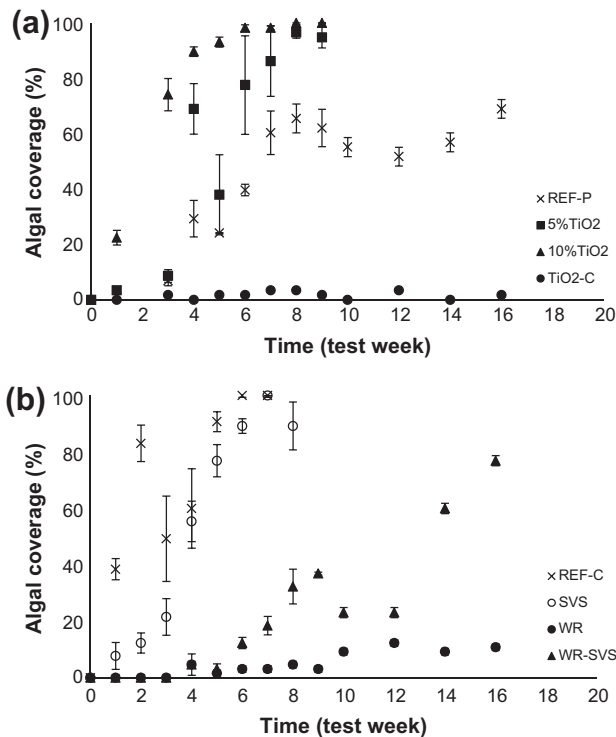 (a)
100
80
60
40
20
0
Algal coverage (%)
0 2 4 6 8 10 12 14 16 18 20
Time (test week)
REF-P
5%TiO2
10%TiO2
TiO2-C
(b)
100
80
60
40
20
0
Algal coverage (%)
0 2 4 6 8 10 12 14 16 18 20
Time (test week)
REF-C
SVS
WR
WR-SVS